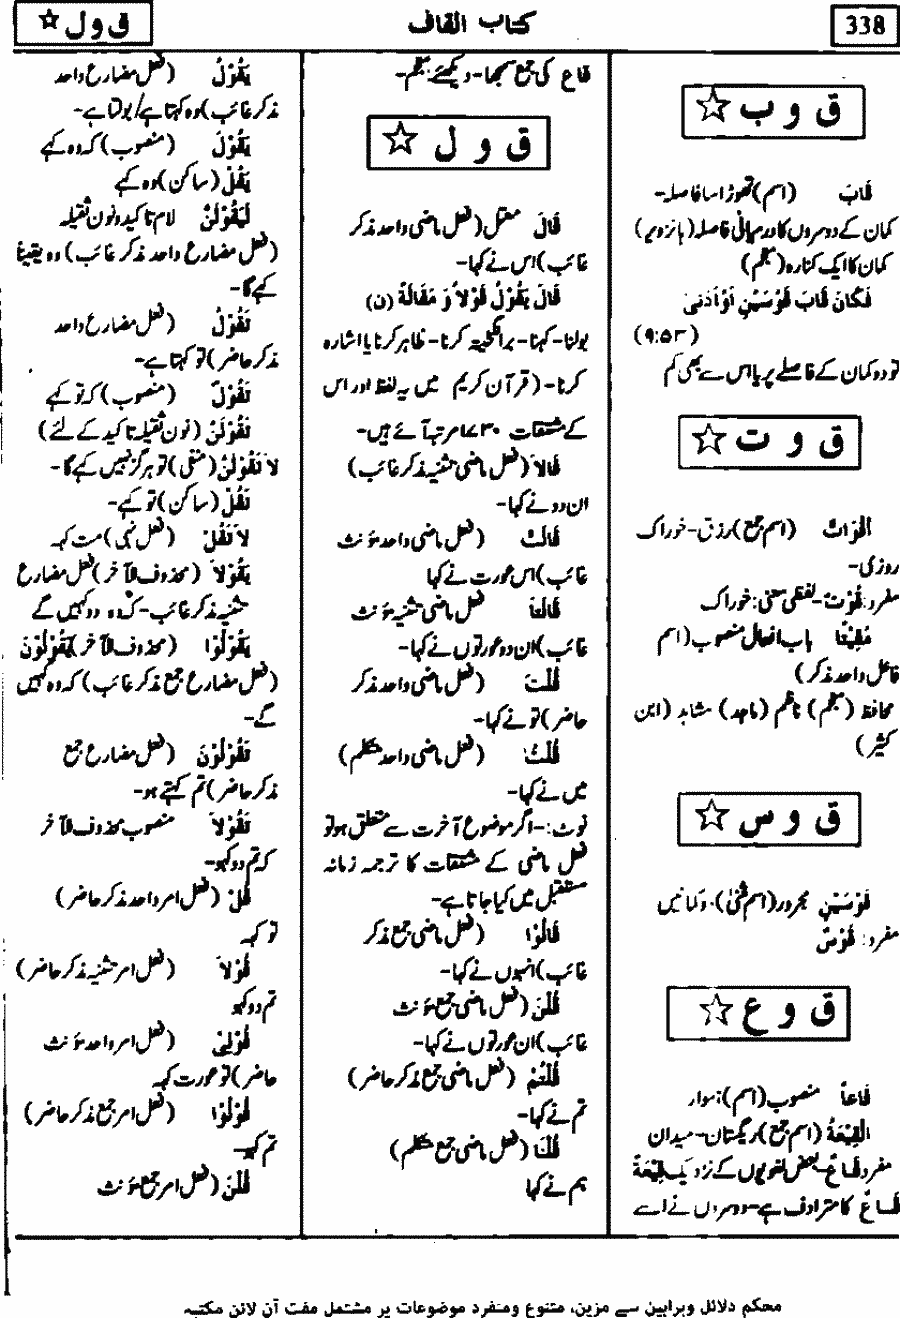 338
کتاب القاف
ق ول ☆
ق و ب ☆
قَابَ (اسم) تھوڑا سا فاصلہ۔
کمان کے دوسروں کا درمیانی فاصلہ (پانزدیم)
کمان کا ایک کنارہ (معجم)
فَكَانَ قَابَ قَوْسَيْنِ اَوْ اَدْنیٰ
(۹:۵۳)
تو دو کمان کے فاصلے پر یا اس سے بھی کم
ق و ت ☆
اَقْوَاتٌ (اسم جمع) رزق۔ خوراک
روزی۔
مفرد: قُوْتٌ۔ لفظی معنی: خوراک
مُقِيْتًا باب افعال منصوب (اسم
فاعل واحد مذکر)
محافظ (معجم) ناظم (ماجد) مشاہد (ابن
کثیر)
ق و س ☆
قَوْسَيْنِ مجرور (اسم مثنیٰ)۔ دو کمانیں
مفرد: قَوْسٌ
ق و ع ☆
قَاعاً منصوب (اسم) ہموار
اَلْقِيْعَةُ (اسم جمع) ریگستان۔ میدان
مفرد قَاعٌ۔ بعض لغویوں کے نزدیک قِيْعَةٌ
قَاعٌ کا مترادف ہے۔ دوسروں نے اسے
قاع کی جمع سمجھا۔ دیکھئے: معجم۔
ق و ل ☆
قَالَ معتل (فعل ماضی واحد مذکر
غائب) اس نے کہا۔
قَالَ يَقُوْلُ قَوْلاً وَ مَقَالَةً (ن)
بولنا۔ کہنا۔ برانگیختہ کرنا۔ ظاہر کرنا یا اشارہ
کرنا۔ (قرآن کریم میں یہ لفظ اور اس
کے مشتقات ۱۷۳۰ مرتبہ آئے ہیں۔
قَالاَ (فعل ماضی تثنیہ مذکر غائب)
ان دو نے کہا۔
قَالَتْ (فعل ماضی واحد مؤنث
غائب) اس عورت نے کہا
قَالَتَا فعل ماضی تثنیہ مؤنث
غائب) ان دو عورتوں نے کہا۔
قُلْتَ (فعل ماضی واحد مذکر
حاضر) تو نے کہا۔
قُلْتُ (فعل ماضی واحد متکلم)
میں نے کہا۔
نوٹ:۔ اگر موضوع آخرت سے متعلق ہو تو
فعل ماضی کے مشتقات کا ترجمہ زمانہ
مستقبل میں کیا جاتا ہے۔
قَالُوْا (فعل ماضی جمع مذکر
غائب) انہوں نے کہا۔
قُلْنَ (فعل ماضی جمع مؤنث
غائب) ان عورتوں نے کہا۔
قُلْتُمْ (فعل ماضی جمع مذکر حاضر)
تم نے کہا۔
قُلْنَا (فعل ماضی جمع متکلم)
ہم نے کہا
يَقُوْلُ (فعل مضارع واحد
مذکر غائب) وہ کہتا ہے / بولتا ہے۔
يَقُوْلَ (منصوب) کہ وہ کہے
يَقُلْ (ساکن) وہ کہے
لَيَقُوْلَنَّ لام تاکید و نون ثقیلہ
(فعل مضارع واحد مذکر غائب) وہ یقیناً
کہے گا۔
تَقُوْلُ (فعل مضارع واحد
مذکر حاضر) تو کہتا ہے۔
تَقُوْلَ (منصوب) کہ تو کہے
تَقُوْلَنَّ (نون ثقیلہ تاکید کے لئے)
لاَ تَقُوْلَنَّ (منفی) تو ہرگز نہیں کہے گا۔
تَقُلْ (ساکن) تو کہے۔
لاَ تَقُلْ (فعل نہی) مت کہہ
يَقُوْلاَ (محذوف الآخر) فعل مضارع
تثنیہ مذکر غائب۔ کہ وہ دو کہیں گے
يَقُوْلُوْا (محذوف الآخر) يَقُوْلُوْنَ
(فعل مضارع جمع مذکر غائب) کہ وہ کہیں
گے۔
تَقُوْلُوْنَ (فعل مضارع جمع
مذکر حاضر) تم کہتے ہو۔
تَقُوْلاَ منصوب محذوف الآخر
کہ تم دو کہو۔
قُلْ (فعل امر واحد مذکر حاضر)
تو کہہ
قُوْلاَ (فعل امر تثنیہ مذکر حاضر)
تم دو کہو
قُوْلِیْ (فعل امر واحد مؤنث
حاضر) تو عورت کہہ
قُوْلُوْا (فعل امر جمع مذکر حاضر)
تم کہو۔
قُلْنَ (فعل امر جمع مؤنث
محکم دلائل وبراہین سے مزین، متنوع ومنفرد موضوعات پر مشتمل مفت آن لائن مکتبہ